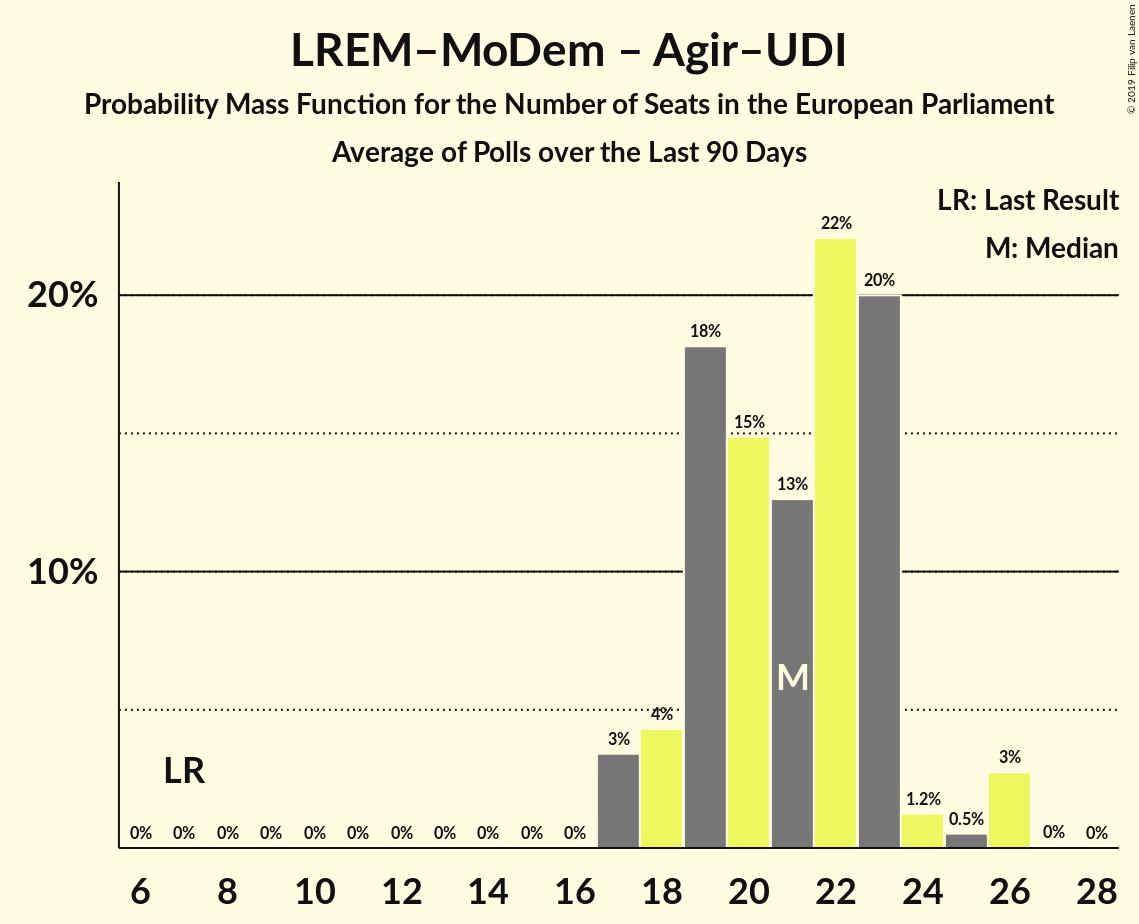 LREM–MoDem – Agir–UDI
Probability Mass Function for the Number of Seats in the European Parliament
Average of Polls over the Last 90 Days
© 2019 Filip van Laenen
LR: Last Result
M: Median
22%
20%
20%
18%
15%
13%
10%
M
4%
3%
LR
3%
1.2%
0.5%
0% 0% 0% 0% 0% 0% 0% 0% 0% 0% 0% 0% 0%
6 8 10 12 14 16 18 20 22 24 26 28